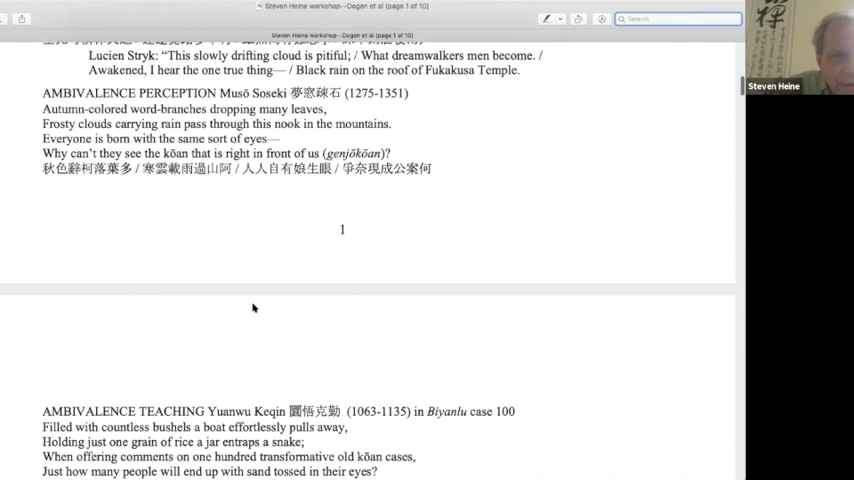 Steven Heine workshop--Dogen et al (page 1 of 10)
Search
Steven Heine workshop--Dogen et al (page 1 of 10)
Lucien Stryk: “This slowly drifting cloud is pitiful; / What dreamwalkers men become. /
Awakened, I hear the one true thing— / Black rain on the roof of Fukakusa Temple.
AMBIVALENCE PERCEPTION Musō Soseki 夢窓疎石 (1275-1351)
Autumn-colored word-branches dropping many leaves,
Frosty clouds carrying rain pass through this nook in the mountains.
Everyone is born with the same sort of eyes—
Why can't they see the kōan that is right in front of us (genjōkōan)?
秋色辭柯落葉多 / 寒雲載雨過山阿 / 人人自有娘生眼 / 爭奈現成公案何
1
AMBIVALENCE TEACHING Yuanwu Keqin 圜悟克勤 (1063-1135) in Biyanlu case 100
Filled with countless bushels a boat effortlessly pulls away,
Holding just one grain of rice a jar entraps a snake;
When offering comments on one hundred transformative old kōan cases,
Just how many people will end up with sand tossed in their eyes?
禪
Steven Heine